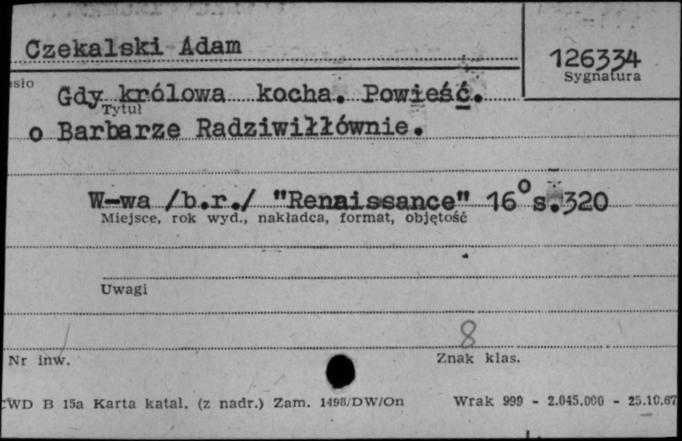 Czekalski Adam
126334
Sygnatura
Gdy królowa kocha. Powieść.
Tytuł
o Barbarze Radziwiłłównie.
W-wa /b.r./ "Renaissance" 16° s. 320
Miejsce, rok wyd., nakładca, format, objętość
Uwagi
8
Nr inw.
Znak klas.
WD B 15a Karta katal. (z nadr.) Zam. 1498/DW/On
Wrak 999 - 2.045.000 - 25.10.67